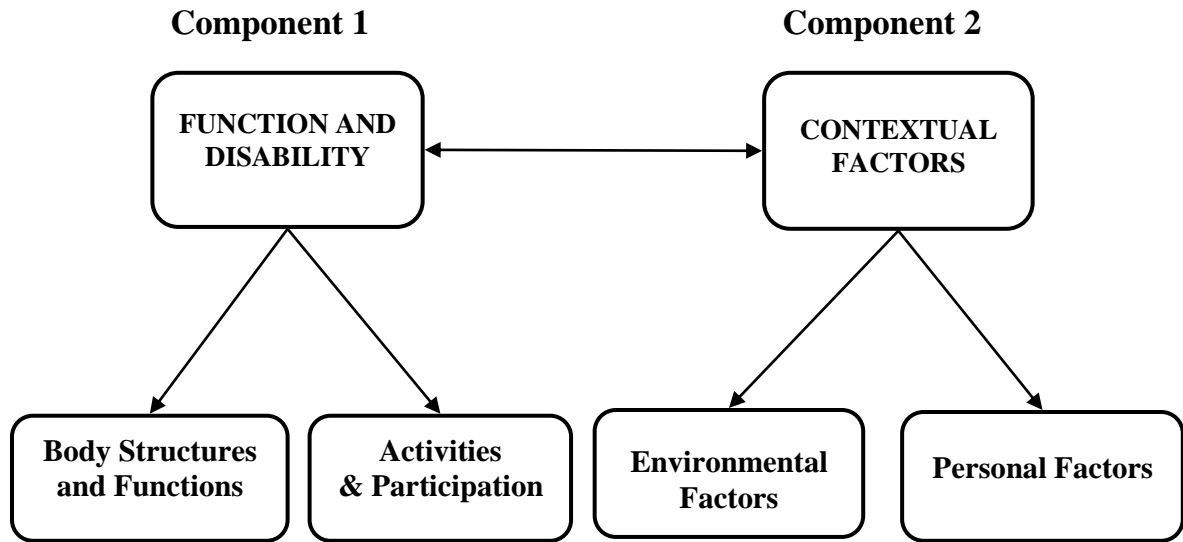 Component 1
Component 2
FUNCTION AND
DISABILITY
CONTEXTUAL
FACTORS
Body Structures
and Functions
Activities
& Participation
Environmental
Factors
Personal Factors